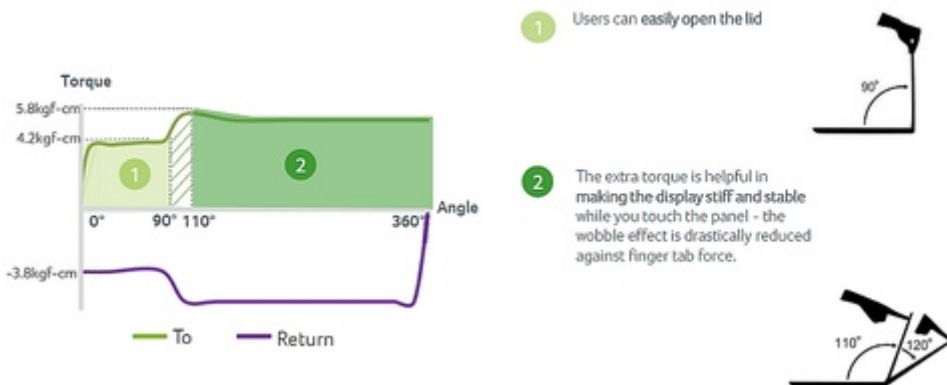 Torque
5.8kgf-cm
4.2kgf-cm
1
2
0°
90°
110°
360°
Angle
-3.8kgf-cm
To
Return
1
Users can easily open the lid
90°
2
The extra torque is helpful in
making the display stiff and stable
while you touch the panel - the
wobble effect is drastically reduced
against finger tab force.
110°
120°